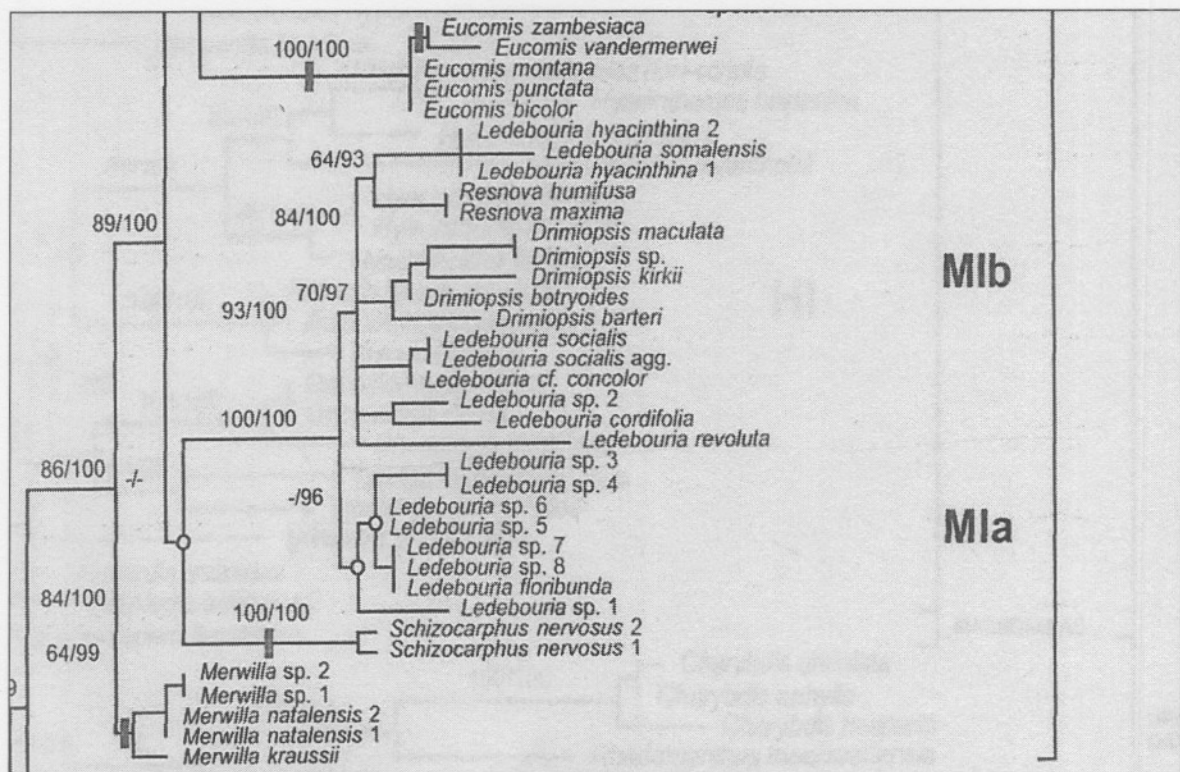 Eucomis zambesiaca
100/100
Eucomis vandermerwei
Eucomis montana
Eucomis punctata
Eucomis bicolor
Ledebouria hyacinthina 2
64/93
Ledebouria somalensis
Ledebouria hyacinthina 1
Resnova humifusa
84/100
Resnova maxima
89/100
Drimiopsis maculata
Drimiopsis sp.
MIb
Drimiopsis kirkii
70/97
Drimiopsis botryoides
93/100
Drimiopsis barteri
Ledebouria socialis
Ledebouria socialis agg.
Ledebouria cf. concolor
Ledebouria sp. 2
100/100
Ledebouria cordifolia
Ledebouria revoluta
86/100
-/-
Ledebouria sp. 3
Ledebouria sp. 4
-/96
Ledebouria sp. 6
Ledebouria sp. 5
MIa
Ledebouria sp. 7
Ledebouria sp. 8
Ledebouria floribunda
84/100
100/100
Ledebouria sp. 1
Schizocarphus nervosus 2
64/99
Schizocarphus nervosus 1
Merwilla sp. 2
9
Merwilla sp. 1
Merwilla natalensis 2
Merwilla natalensis 1
Merwilla kraussii